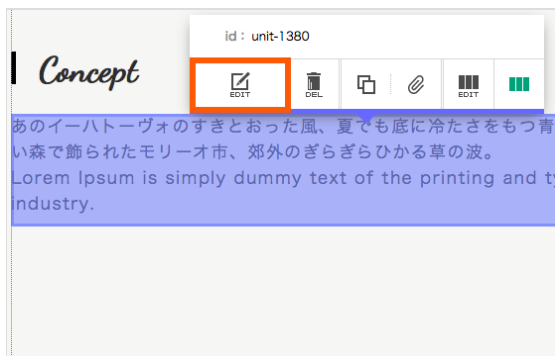 id： unit-1380
Concept
EDIT DEL EDIT
あのイーハトーヴォのすきとおった風、夏でも底に冷たさをもつ青
い森で飾られたモリーオ市、郊外のぎらぎらひかる草の波。
Lorem Ipsum is simply dummy text of the printing and ty
industry.